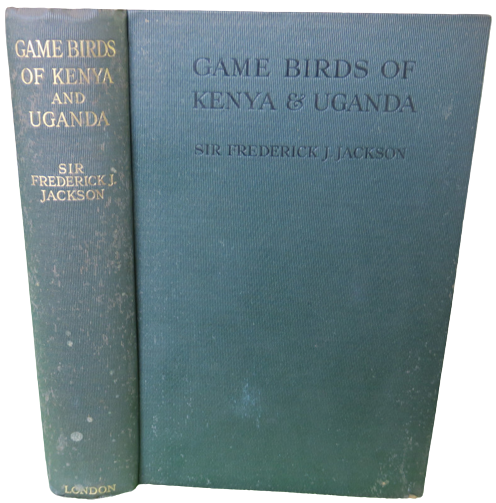 GAME BIRDS
OF KENYA
AND
UGANDA
SIR
FREDERICK J.
JACKSON
LONDON
GAME BIRDS OF
KENYA & UGANDA
SIR FREDERICK J. JACKSON